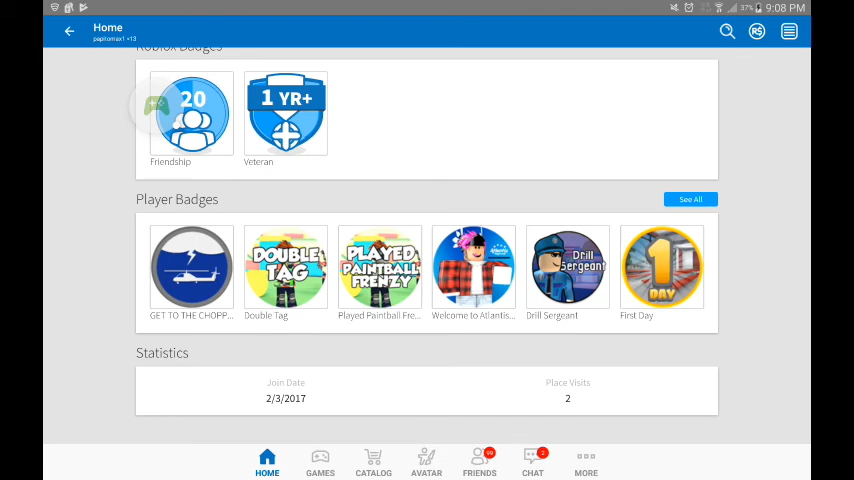 37% 9:08 PM
Home
papitomax1 <13
R$
Roblox Badges
20
1 YR+
Friendship
Veteran
Player Badges
See All
DOUBLE TAG
PLAYED PAINTBALL FRENZY
Drill Sergeant
1 DAY
GET TO THE CHOPP...
Double Tag
Played Paintball Fre...
Welcome to Atlantis...
Drill Sergeant
First Day
Statistics
Join Date
Place Visits
2/3/2017
2
99
2
HOME
GAMES
CATALOG
AVATAR
FRIENDS
CHAT
MORE